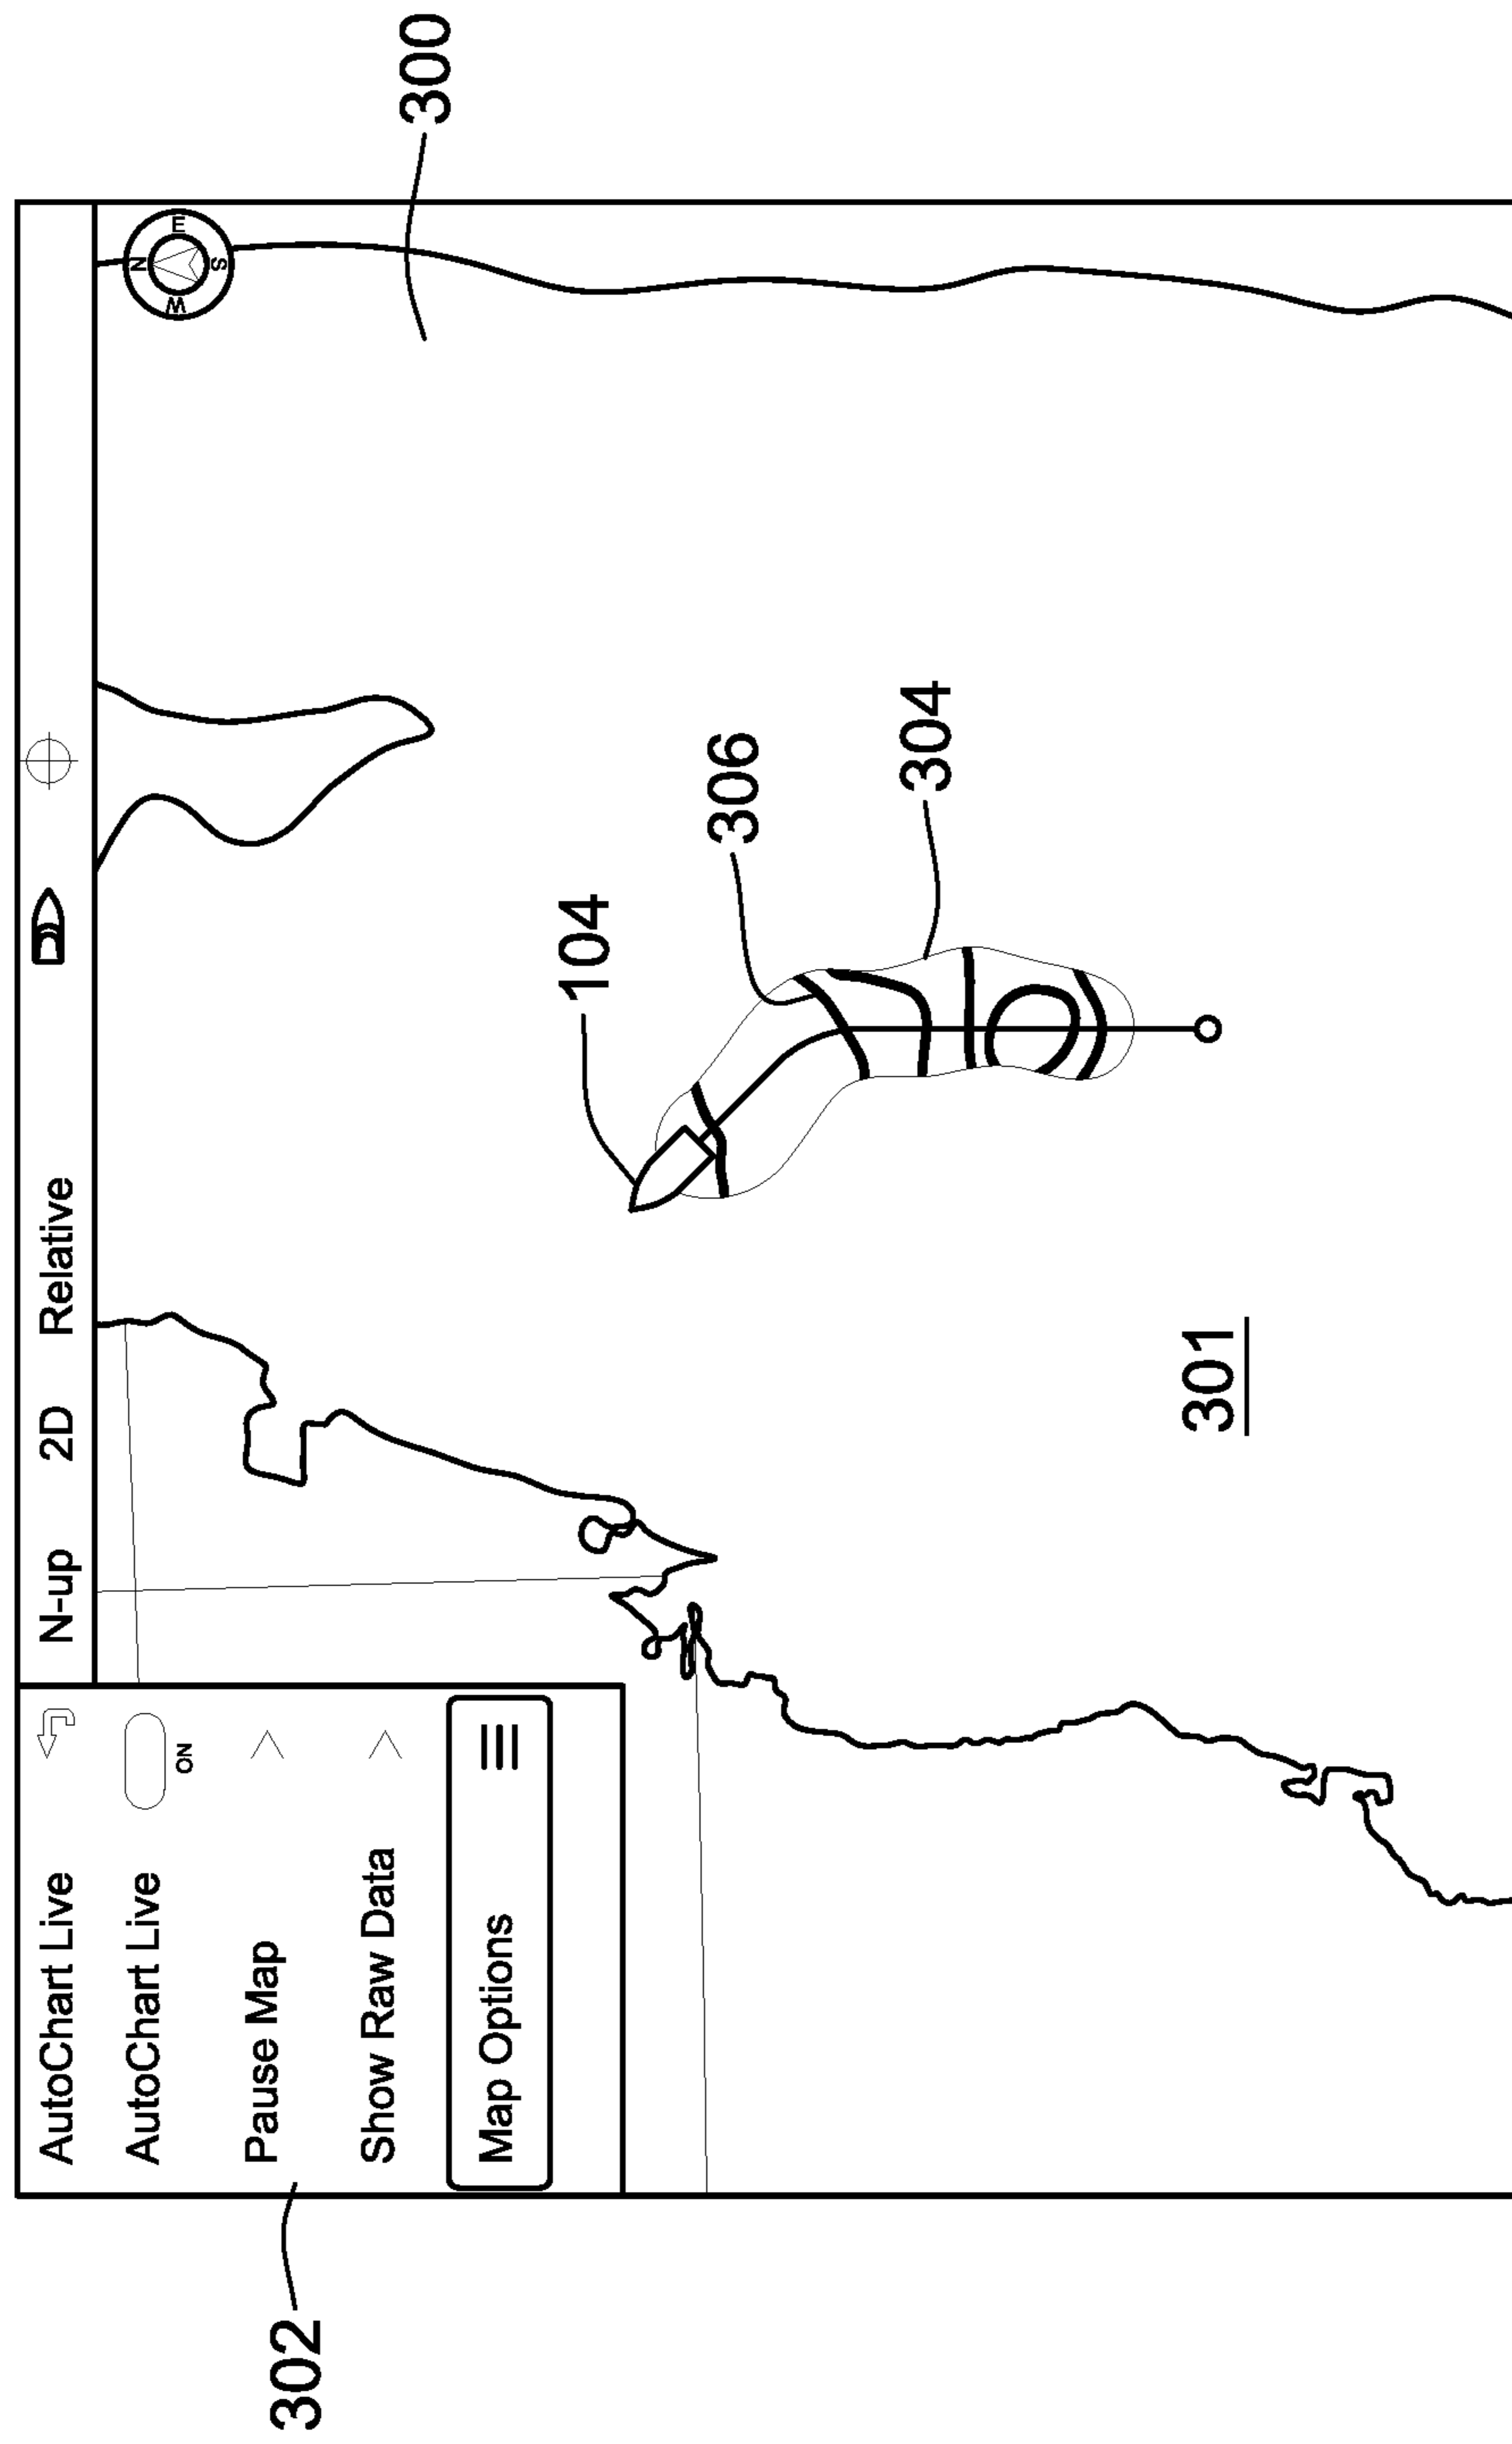 AutoChart Live
N-up 2D Relative
AutoChart Live
ON
Pause Map
Show Raw Data
Map Options
N
W
E
S
302
300
104
306
304
301